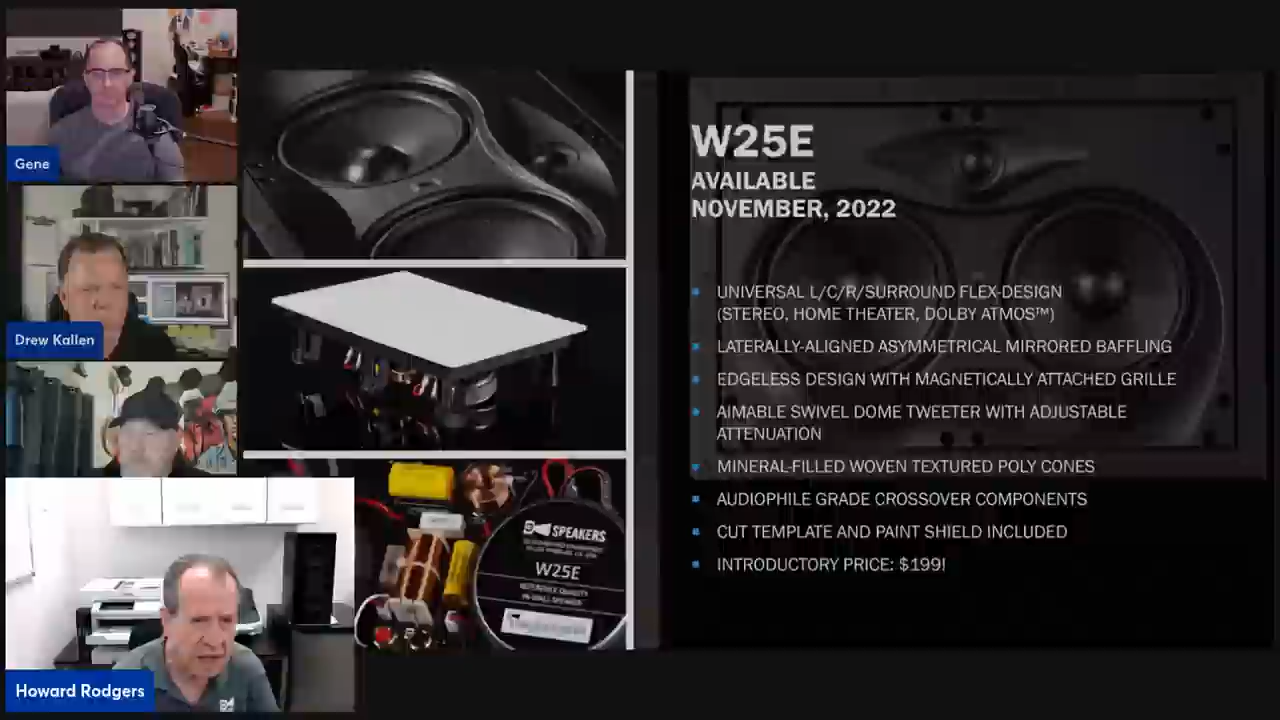 Gene
Drew Kallen
Howard Rodgers
SPEAKERS
W25E
W25E
AVAILABLE
NOVEMBER, 2022
UNIVERSAL L/C/R/SURROUND FLEX-DESIGN
(STEREO, HOME THEATER, DOLBY ATMOS™)
LATERALLY-ALIGNED ASYMMETRICAL MIRRORED BAFFLING
EDGELESS DESIGN WITH MAGNETICALLY ATTACHED GRILLE
AIMABLE SWIVEL DOME TWEETER WITH ADJUSTABLE
ATTENUATION
MINERAL-FILLED WOVEN TEXTURED POLY CONES
AUDIOPHILE GRADE CROSSOVER COMPONENTS
CUT TEMPLATE AND PAINT SHIELD INCLUDED
INTRODUCTORY PRICE: $199!